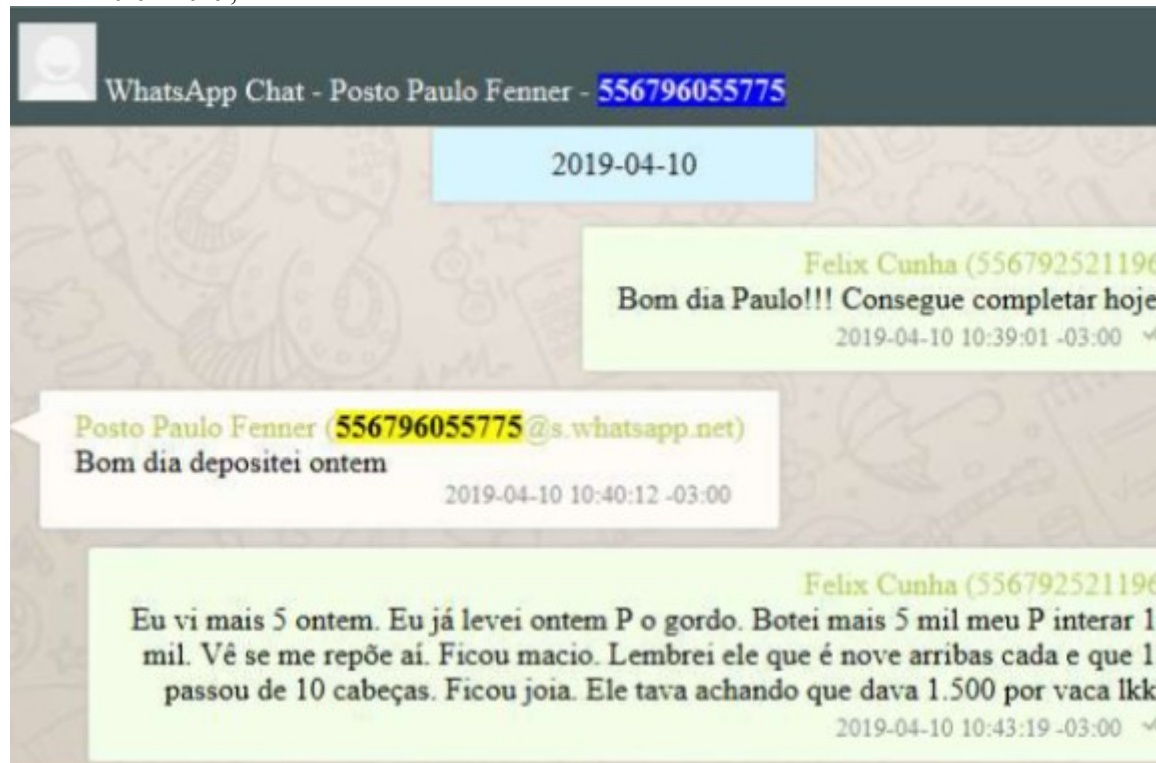 WhatsApp Chat - Posto Paulo Fenner - 556796055775
2019-04-10
Felix Cunha (556792521196
Bom dia Paulo!!! Consegue completar hoje
2019-04-10 10:39:01 -03:00
Posto Paulo Fenner (556796055775@s.whatsapp.net)
Bom dia depositei ontem
2019-04-10 10:40:12 -03:00
Felix Cunha (556792521196
Eu vi mais 5 ontem. Eu já levei ontem P o gordo. Botei mais 5 mil meu P interar 1
mil. Vê se me repõe aí. Ficou macio. Lembrei ele que é nove arribas cada e que 1
passou de 10 cabeças. Ficou joia. Ele tava achando que dava 1.500 por vaca lkk
2019-04-10 10:43:19 -03:00